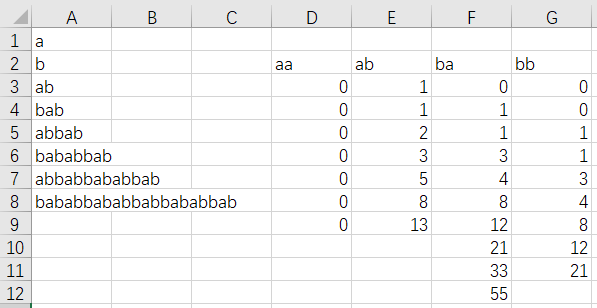 A B C D E F G
1 a
2 b aa ab ba bb
3 ab 0 1 0 0
4 bab 0 1 1 0
5 abbab 0 2 1 1
6 bababbab 0 3 3 1
7 abbabbababbab 0 5 4 3
8 bababbababbabbababbab 0 8 8 4
9 0 13 12 8
10 21 12
11 33 21
12 55